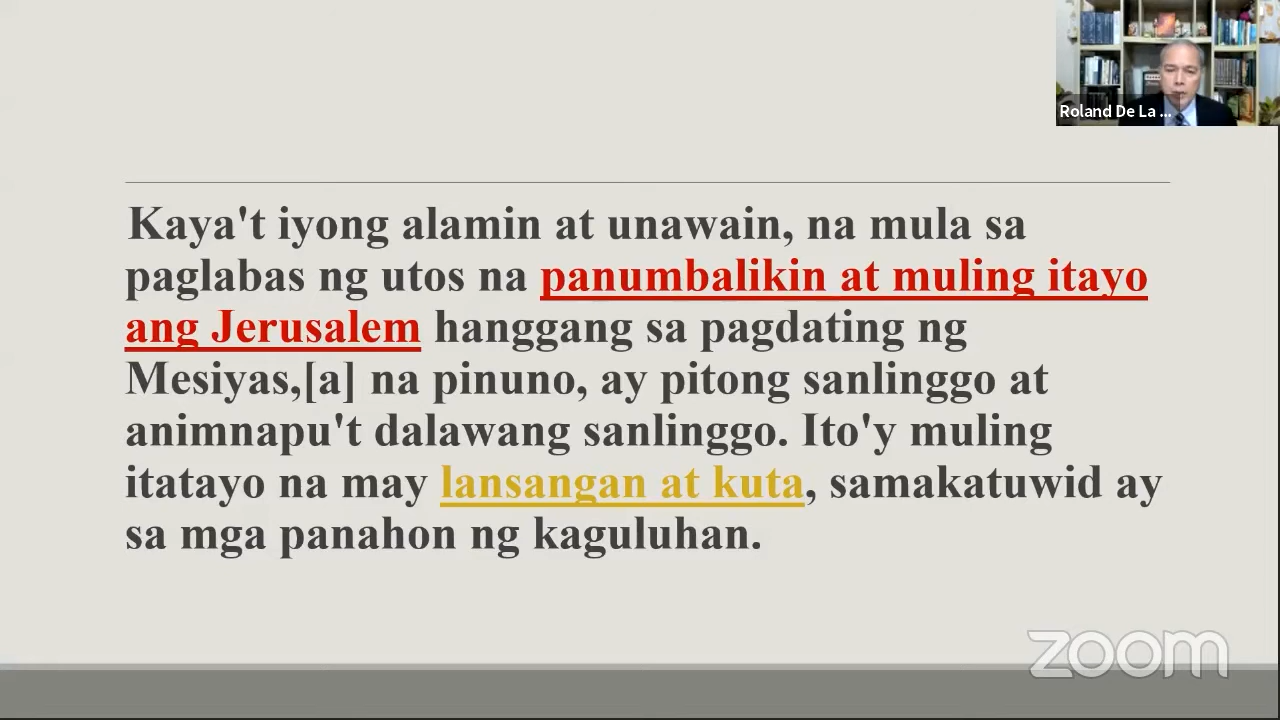 Roland De La ...
Kaya't iyong alamin at unawain, na mula sa
paglabas ng utos na panumbalikin at muling itayo
ang Jerusalem hanggang sa pagdating ng
Mesiyas,[a] na pinuno, ay pitong sanlinggo at
animnapu't dalawang sanlinggo. Ito'y muling
itatayo na may lansangan at kuta, samakatuwid ay
sa mga panahon ng kaguluhan.
zoom